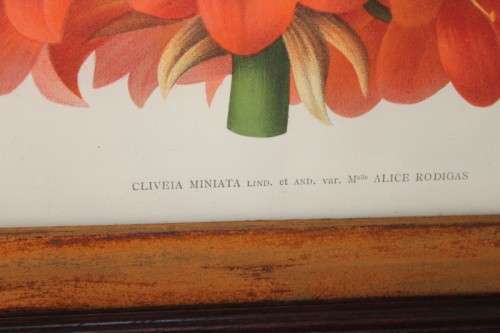 CLIVEIA MINIATA LIND. et AND. var. Mlle ALICE RODIGAS